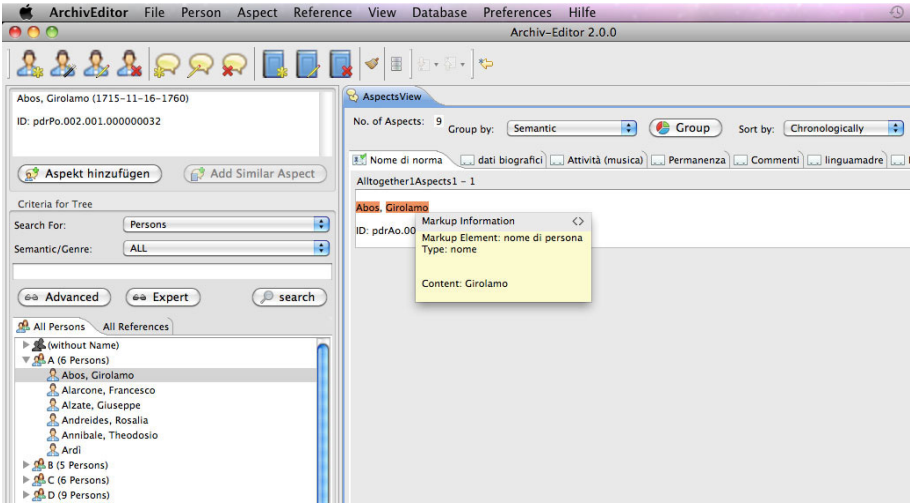 ArchivEditor File Person Aspect Reference View Database Preferences Hilfe
Archiv-Editor 2.0.0
Abos, Girolamo (1715-11-16-1760)
ID: pdrPo.002.001.000000032
Aspekt hinzufügen Add Similar Aspect
Criteria for Tree
Search For: Persons
Semantic/Genre: ALL
Advanced Expert search
All Persons All References
(without Name)
A (6 Persons)
Abos, Girolamo
Alarcone, Francesco
Alzate, Giuseppe
Andreides, Rosalia
Annibale, Theodosio
Ardì
B (5 Persons)
C (6 Persons)
D (9 Persons)
AspectsView
No. of Aspects: 9 Group by: Semantic Group Sort by: Chronologically
Nome di norma ... dati biografici ... Attività (musica) ... Permanenza ... Commenti ... linguamadre ...
Alltogether1Aspects1 - 1
Abos, Girolamo
ID: pdrAo.00
Markup Information <>
Markup Element: nome di persona
Type: nome
Content: Girolamo